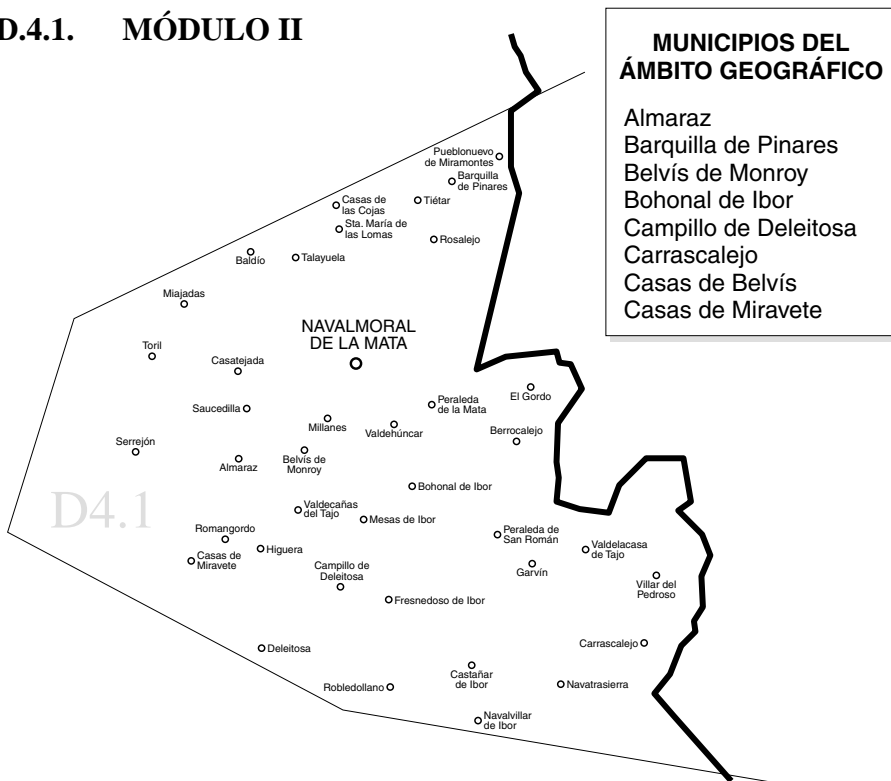 D.4.1. MÓDULO II
MUNICIPIOS DEL
ÁMBITO GEOGRÁFICO
Almaraz
Barquilla de Pinares
Belvís de Monroy
Bohonal de Ibor
Campillo de Deleitosa
Carrascalejo
Casas de Belvís
Casas de Miravete
Pueblonuevo
de Miramontes
Barquilla
de Pinares
Tiétar
Casas de
las Cojas
Sta. María de
las Lomas
Rosalejo
Baldío
Talayuela
Miajadas
NAVALMORAL
DE LA MATA
Toril
Casatejada
El Gordo
Peraleda
de la Mata
Saucedilla
Millanes
Valdehúncar
Berrocalejo
Serrejón
Almaraz
Belvís de
Monroy
Bohonal de Ibor
D4.1
Valdecañas
del Tajo
Mesas de Ibor
Romangordo
Peraleda de
San Román
Valdelacasa
de Tajo
Higuera
Casas de
Miravete
Campillo de
Deleitosa
Garvín
Villar del
Pedroso
Fresnedoso de Ibor
Deleitosa
Carrascalejo
Castañar
de Ibor
Robledollano
Navatrasierra
Navalvillar
de Ibor